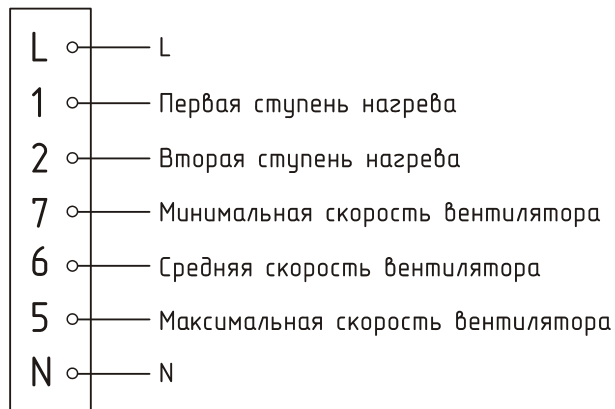 L L
1 Первая ступень нагрева
2 Вторая ступень нагрева
7 Минимальная скорость вентилятора
6 Средняя скорость вентилятора
5 Максимальная скорость вентилятора
N N